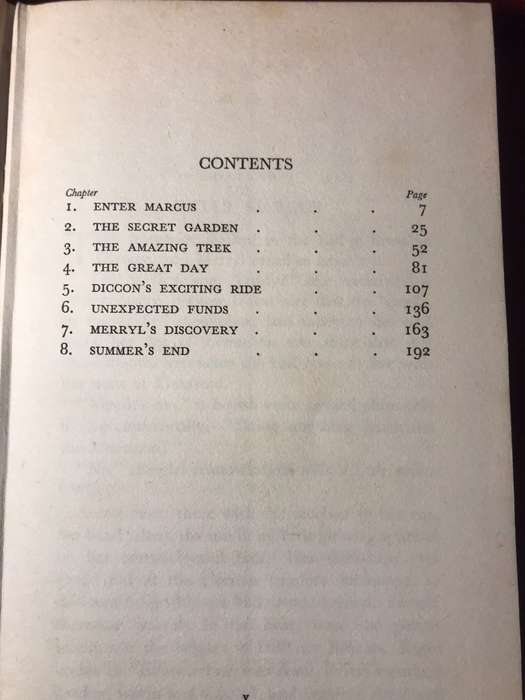 CONTENTS
Chapter Page
1. ENTER MARCUS . . . 7
2. THE SECRET GARDEN . . . 25
3. THE AMAZING TREK . . . 52
4. THE GREAT DAY . . . 81
5. DICCON'S EXCITING RIDE . . 107
6. UNEXPECTED FUNDS . . . 136
7. MERRYL'S DISCOVERY . . . 163
8. SUMMER'S END . . . 192
v